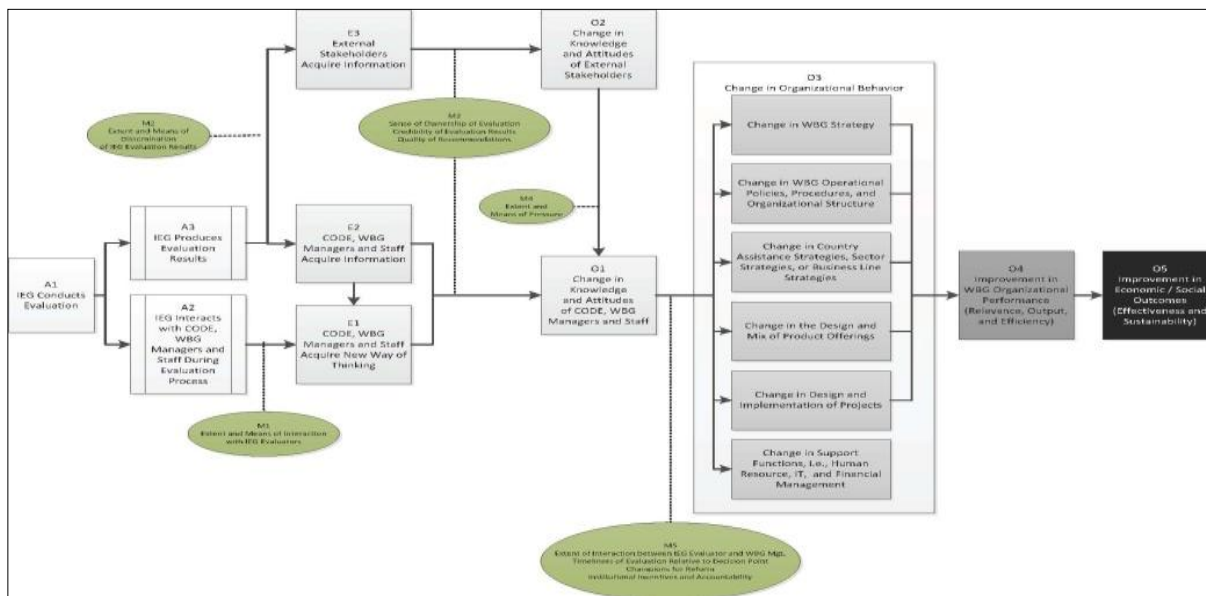 E3
External
Stakeholders
Acquire Information
O2
Change in
Knowledge
and Attitudes
of External
Stakeholders
O3
Change in Organizational Behavior
M2
Extent and Means of
Dissemination
of IEG Evaluation Results
M3
Sense of Ownership of Evaluation
Credibility of Evaluation Results
Quality of Recommendations
Change in WBG Strategy
M4
Extent and
Means of Pressure
Change in WBG Operational
Policies, Procedures, and
Organizational Structure
A1
IEG Conducts
Evaluation
A3
IEG Produces
Evaluation
Results
E2
CODE, WBG
Managers and Staff
Acquire Information
O1
Change in
Knowledge
and Attitudes
of CODE, WBG
Managers and Staff
Change in Country
Assistance Strategies, Sector
Strategies, or Business Line
Strategies
A2
IEG Interacts
with CODE,
WBG
Managers and
Staff During
Evaluation
Process
E1
CODE, WBG
Managers and Staff
Acquire New Way of
Thinking
Change in the Design and
Mix of Product Offerings
O4
Improvement in
WBG Organizational
Performance
(Relevance, Output,
and Efficiency)
O5
Improvement in
Economic / Social
Outcomes
(Effectiveness and
Sustainability)
M1
Extent and Means of Interaction
with IEG Evaluators
Change in Design and
Implementation of Projects
Change in Support
Functions, i.e., Human
Resource, IT, and Financial
Management
M5
Extent of Interaction between IEG Evaluator and WBG Mgt.
Timeliness of Evaluation Relative to Decision Point
Champions for Reform
Institutional Incentives and Accountability